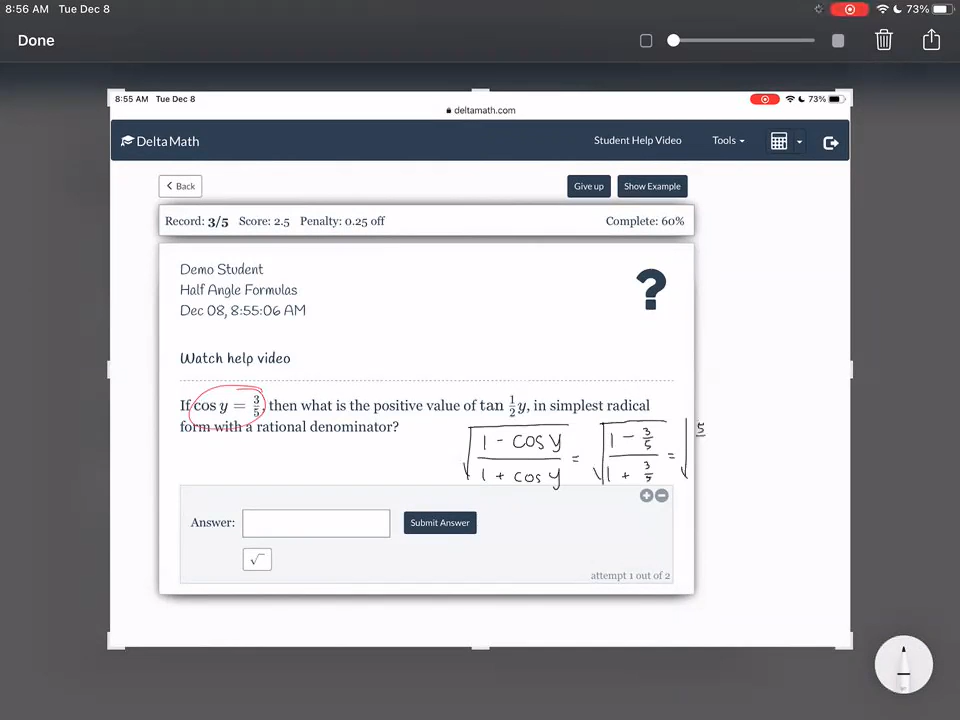 8:56 AM Tue Dec 8 73%
Done
8:55 AM Tue Dec 8 73%
deltamath.com
DeltaMath Student Help Video Tools
Back Give up Show Example
Record: 3/5 Score: 2.5 Penalty: 0.25 off Complete: 60%
Demo Student
Half Angle Formulas
Dec 08, 8:55:06 AM
?
Watch help video
If cos y = 3/5, then what is the positive value of tan 1/2 y, in simplest radical
form with a rational denominator?
√((1 - cos y)/(1 + cos y)) = √((1 - 3/5)/(1 + 3/5)) = √(5
Answer: Submit Answer
√
attempt 1 out of 2